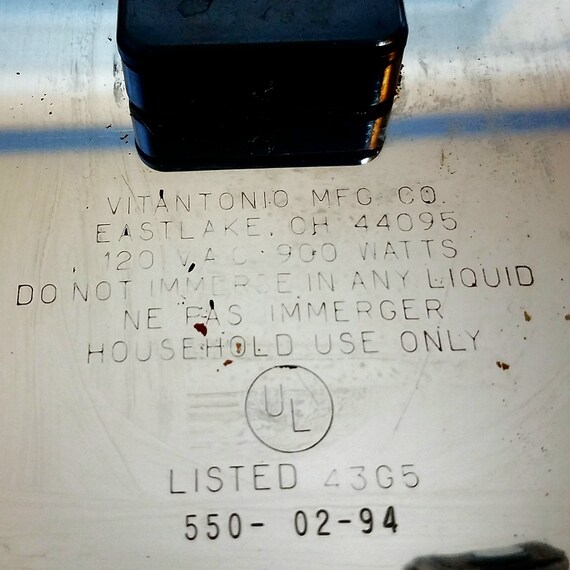 VITANTONIO MFG CO.
EASTLAKE, OH 44095
120 V.A.C. 900 WATTS
DO NOT IMMERSE IN ANY LIQUID
NE PAS IMMERGER
HOUSEHOLD USE ONLY
UL
LISTED 43G5
550- 02-94